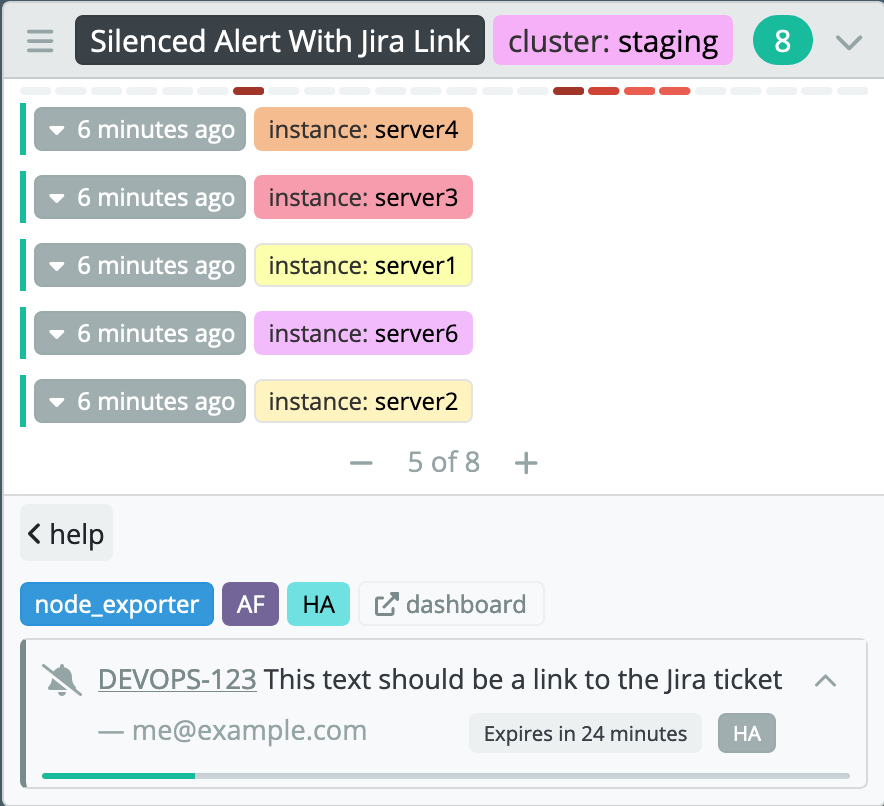 Silenced Alert With Jira Link cluster: staging 8
6 minutes ago instance: server4
6 minutes ago instance: server3
6 minutes ago instance: server1
6 minutes ago instance: server6
6 minutes ago instance: server2
5 of 8
help
node_exporter AF HA dashboard
DEVOPS-123 This text should be a link to the Jira ticket
— me@example.com Expires in 24 minutes HA